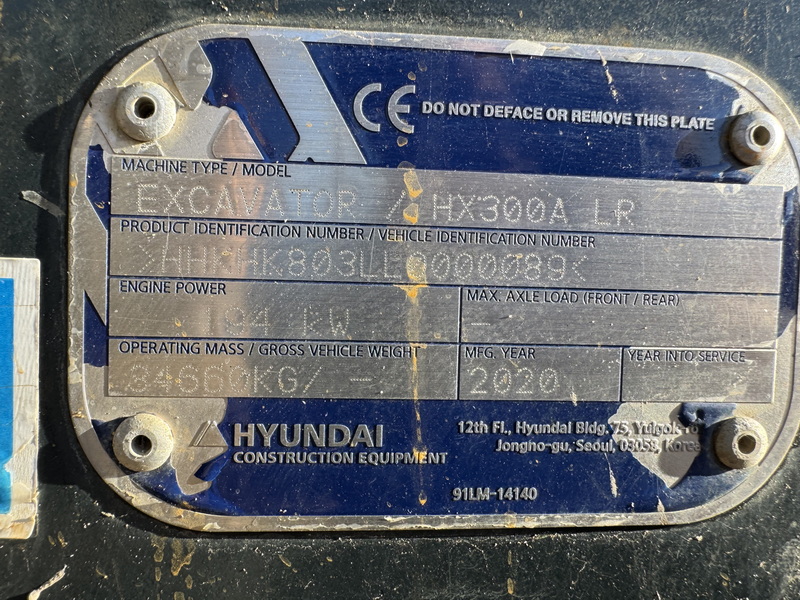 CE DO NOT DEFACE OR REMOVE THIS PLATE
MACHINE TYPE / MODEL
EXCAVATOR / HX300A LR
PRODUCT IDENTIFICATION NUMBER / VEHICLE IDENTIFICATION NUMBER
ENGINE POWER
194 kW
MAX. AXLE LOAD (FRONT / REAR)
-
OPERATING MASS / GROSS VEHICLE WEIGHT
MFG. YEAR
2020
YEAR INTO SERVICE
HYUNDAI
CONSTRUCTION EQUIPMENT
12th Fl., Hyundai Bldg. 75, Yulgok-ro
Jongno-gu, Seoul, 03058, Korea
91LM-14140